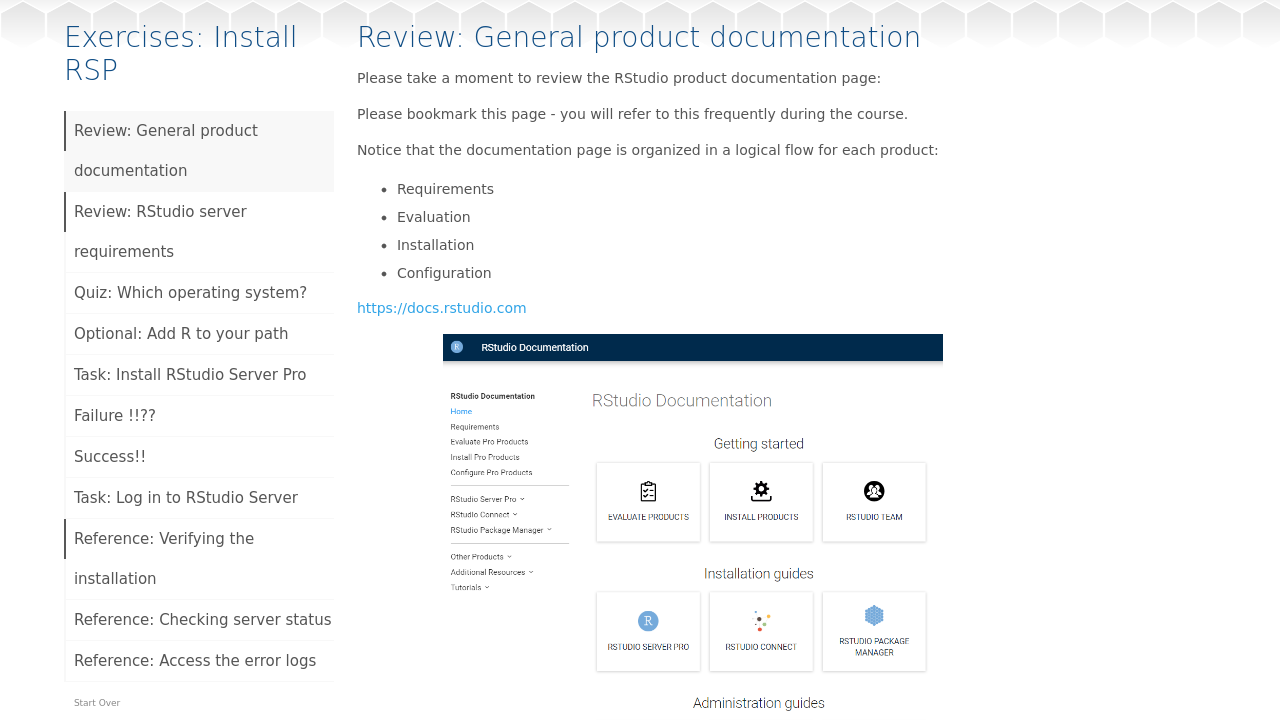 Exercises: Install
RSP
Review: General product
documentation
Review: RStudio server
requirements
Quiz: Which operating system?
Optional: Add R to your path
Task: Install RStudio Server Pro
Failure !!??
Success!!
Task: Log in to RStudio Server
Reference: Verifying the
installation
Reference: Checking server status
Reference: Access the error logs
Start Over
Review: General product documentation
Please take a moment to review the RStudio product documentation page:
Please bookmark this page - you will refer to this frequently during the course.
Notice that the documentation page is organized in a logical flow for each product:
• Requirements
• Evaluation
• Installation
• Configuration
https://docs.rstudio.com
R RStudio Documentation
RStudio Documentation
Home
Requirements
Evaluate Pro Products
Install Pro Products
Configure Pro Products
RStudio Server Pro
RStudio Connect
RStudio Package Manager
Other Products
Additional Resources
Tutorials
RStudio Documentation
Getting started
EVALUATE PRODUCTS
INSTALL PRODUCTS
RSTUDIO TEAM
Installation guides
R
RSTUDIO SERVER PRO
RSTUDIO CONNECT
RSTUDIO PACKAGE
MANAGER
Administration guides